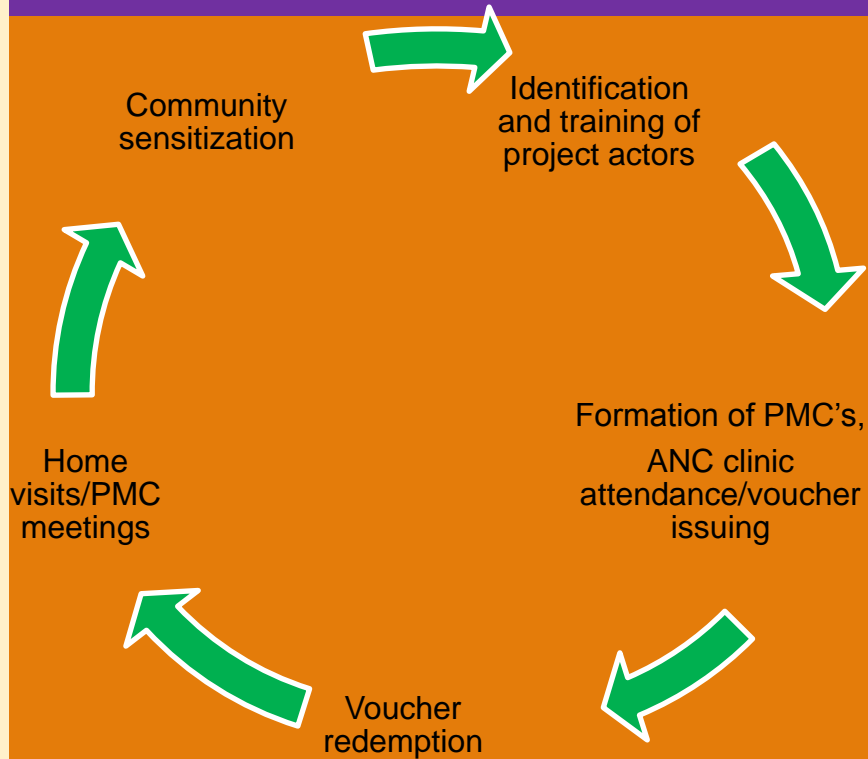 Community
sensitization
Identification
and training of
project actors
Formation of PMC's,
ANC clinic
attendance/voucher
issuing
Voucher
redemption
Home
visits/PMC
meetings